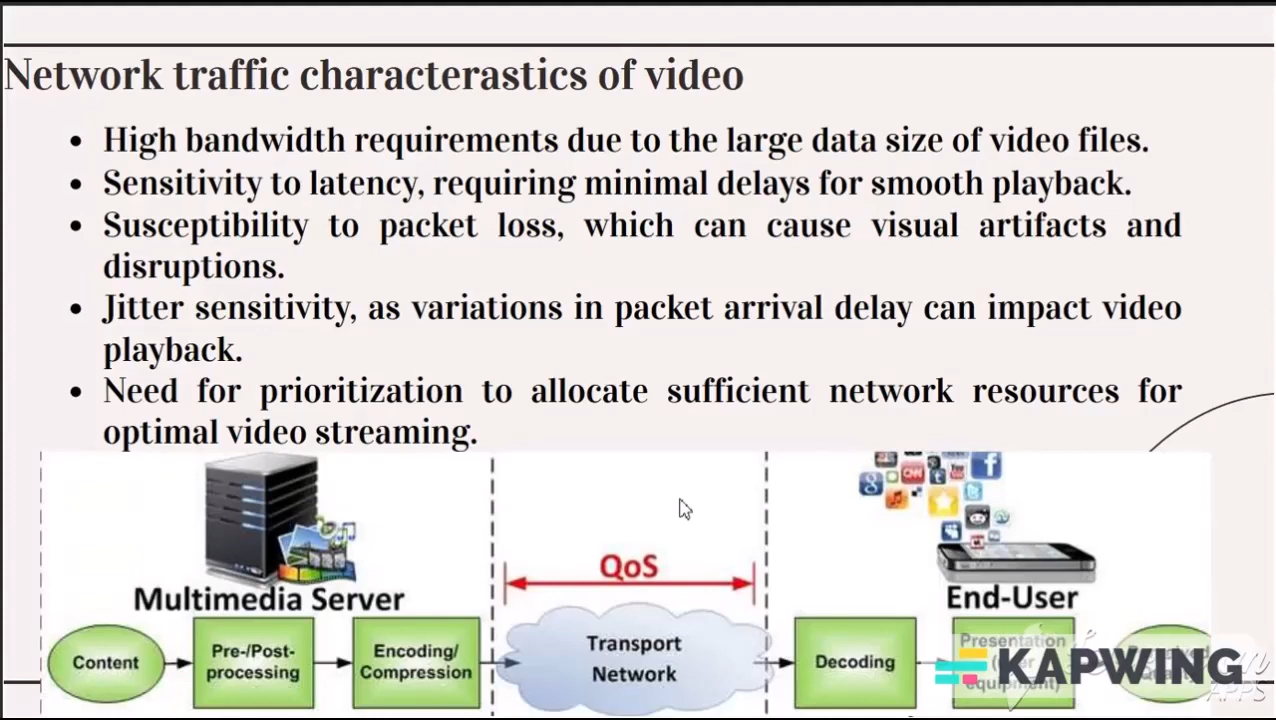 Network traffic characterastics of video
• High bandwidth requirements due to the large data size of video files.
• Sensitivity to latency, requiring minimal delays for smooth playback.
• Susceptibility to packet loss, which can cause visual artifacts and
disruptions.
• Jitter sensitivity, as variations in packet arrival delay can impact video
playback.
• Need for prioritization to allocate sufficient network resources for
optimal video streaming.
CNN
QoS
Multimedia Server
End-User
Content
Pre-/Post-
processing
Encoding/
Compression
Transport
Network
Decoding
Presentation
equipment)
KAPWING
APPS